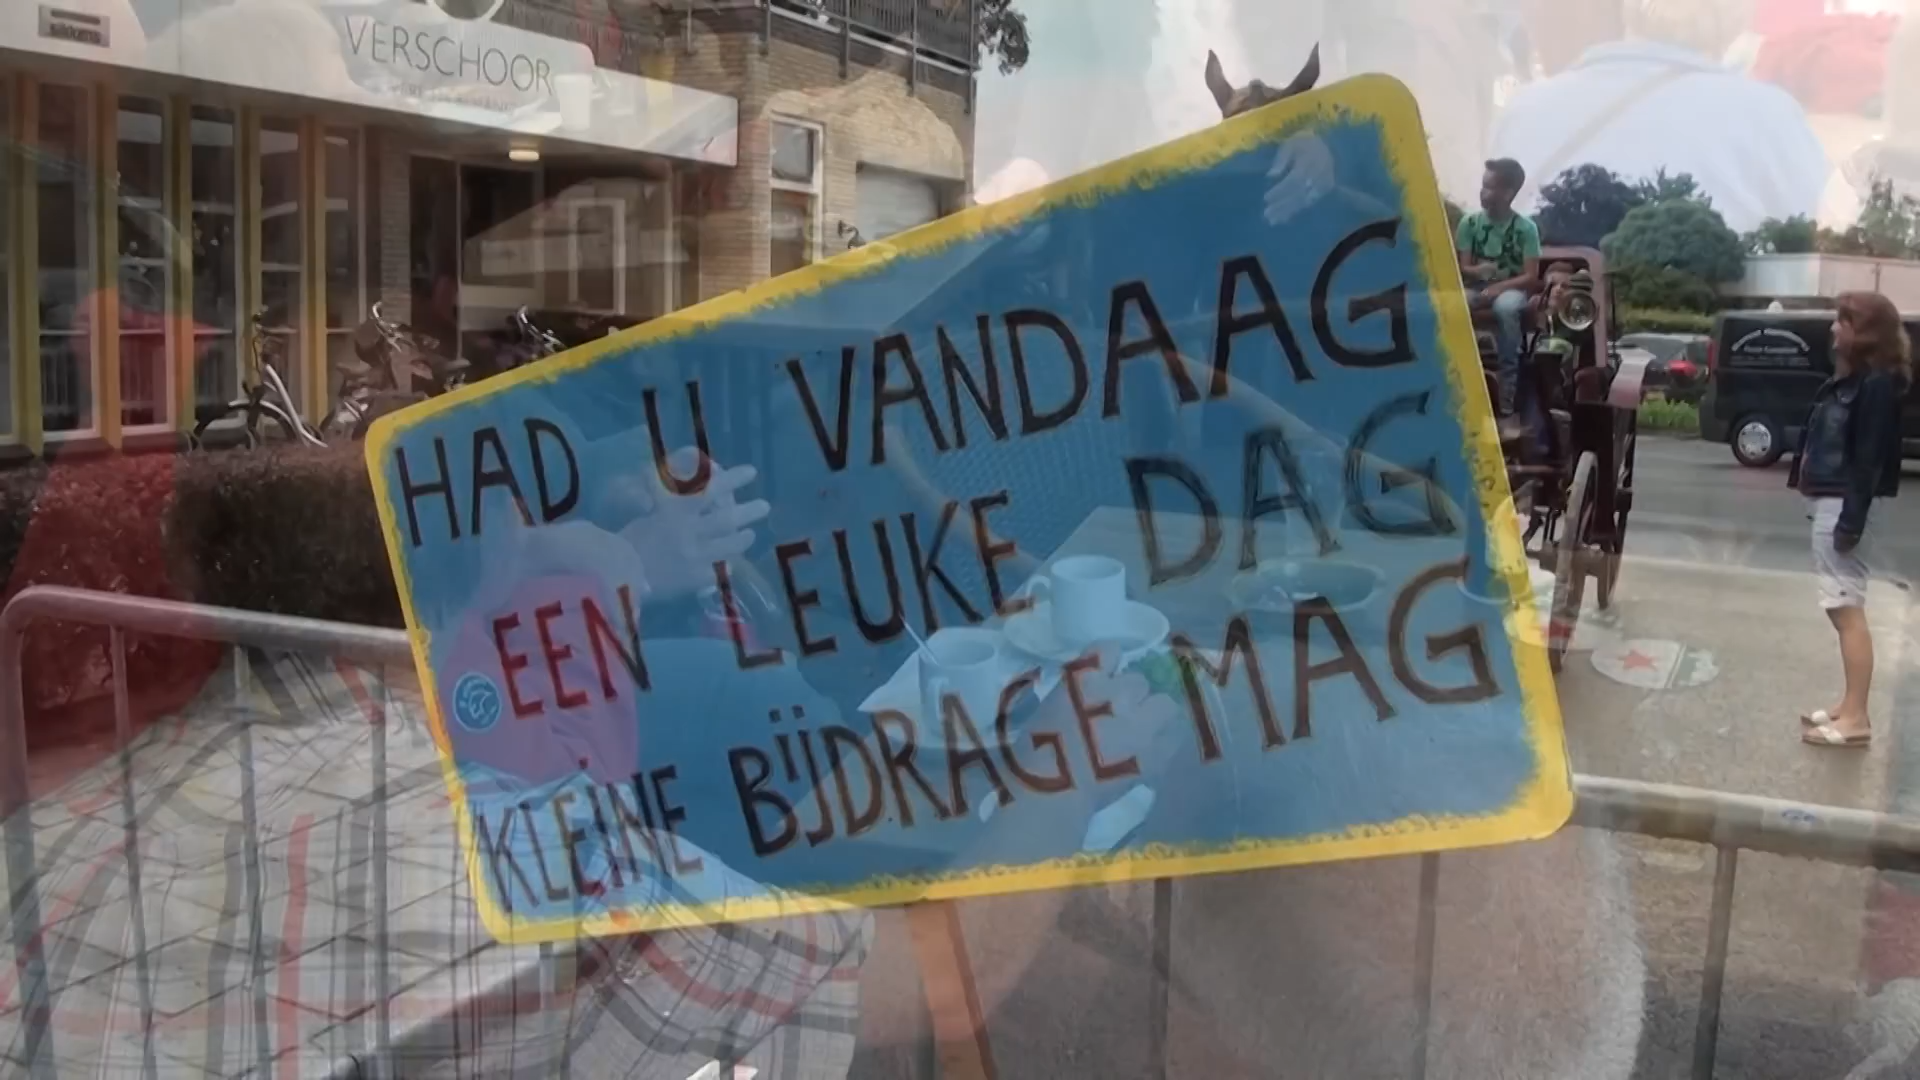 VERSCHOOR
HAD U VANDAAG
EEN LEUKE DAG
KLEINE BIJDRAGE MAG